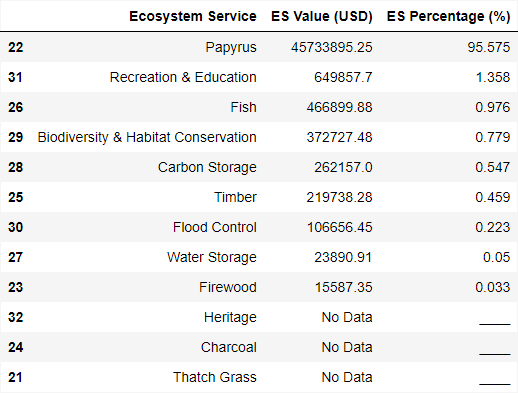 Ecosystem Service ES Value (USD) ES Percentage (%)
22 Papyrus 45733895.25 95.575
31 Recreation & Education 649857.7 1.358
26 Fish 466899.88 0.976
29 Biodiversity & Habitat Conservation 372727.48 0.779
28 Carbon Storage 262157.0 0.547
25 Timber 219738.28 0.459
30 Flood Control 106656.45 0.223
27 Water Storage 23890.91 0.05
23 Firewood 15587.35 0.033
32 Heritage No Data ____
24 Charcoal No Data ____
21 Thatch Grass No Data ____